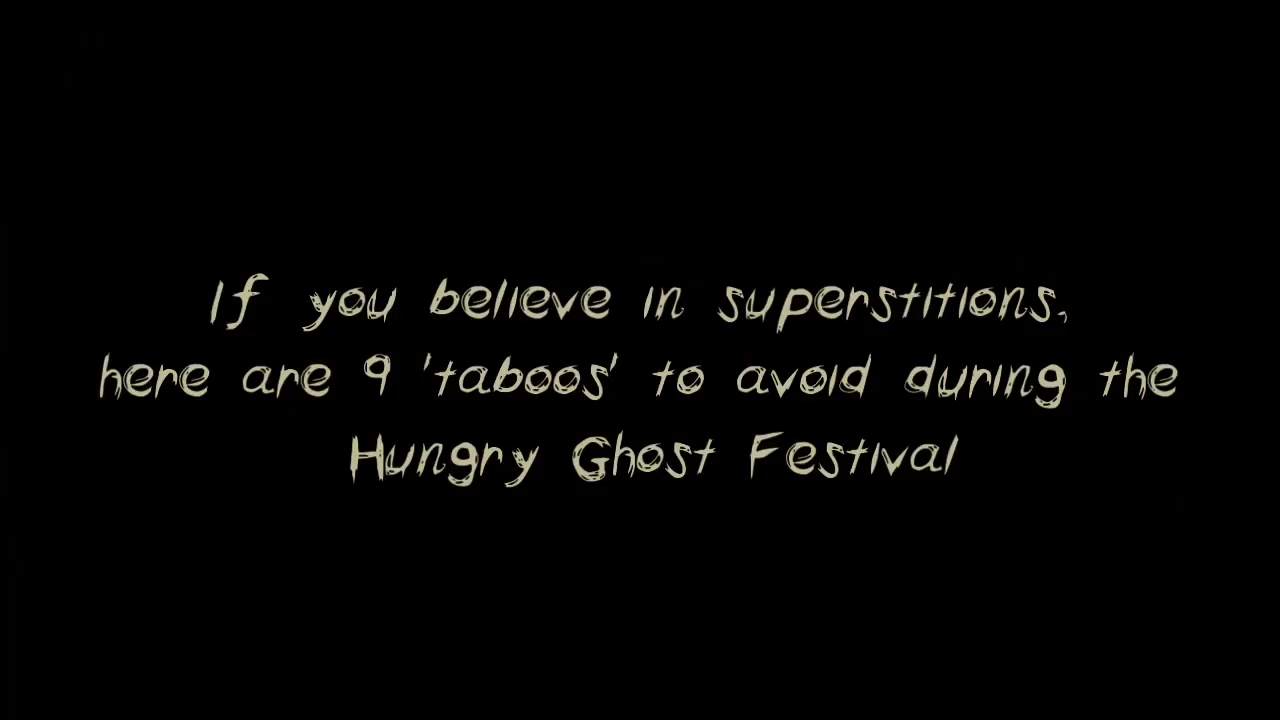 If you believe in superstitions,
here are 9 'taboos' to avoid during the
Hungry Ghost Festival